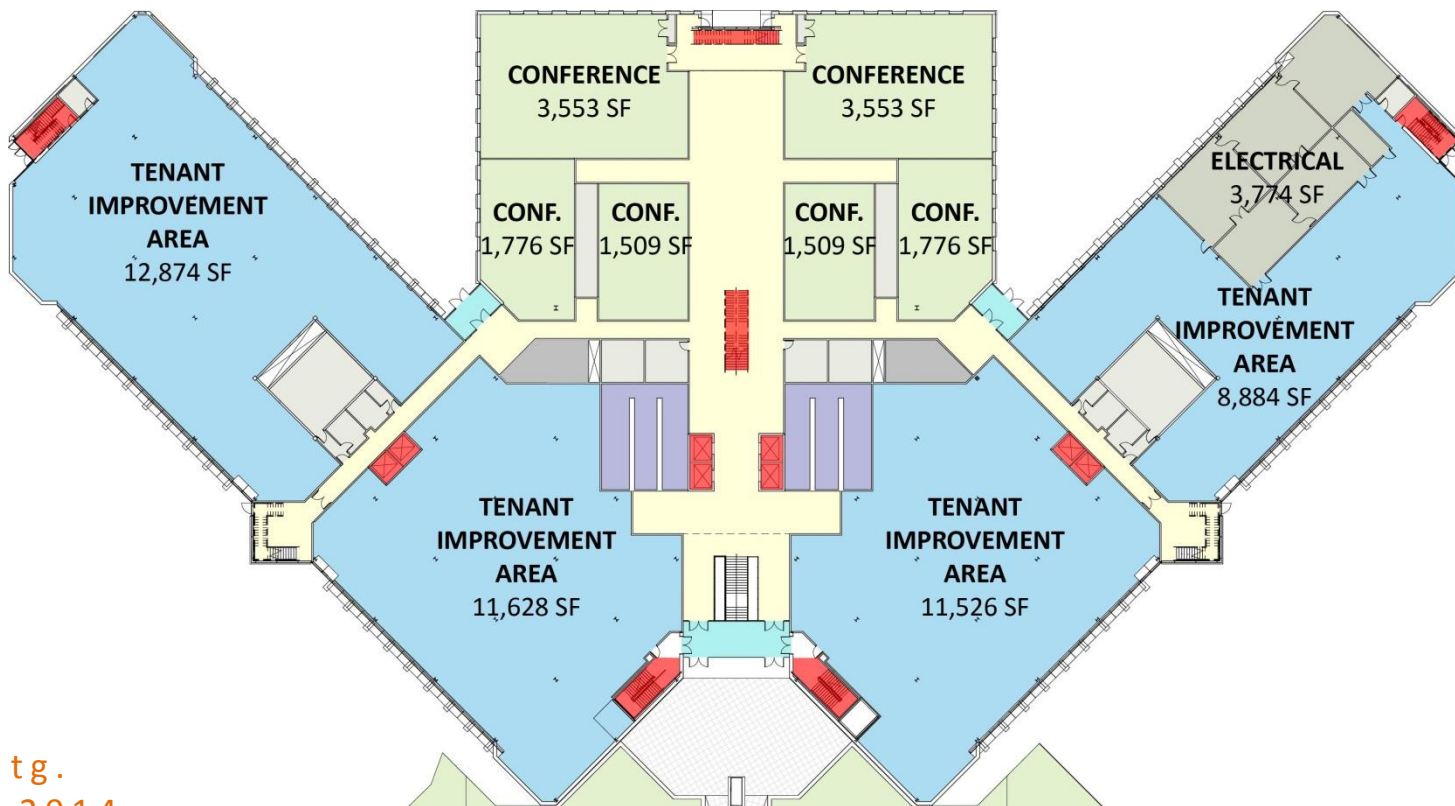 CONFERENCE
3,553 SF
CONFERENCE
3,553 SF
TENANT
IMPROVEMENT
AREA
12,874 SF
CONF.
1,776 SF
CONF.
1,509 SF
CONF.
1,509 SF
CONF.
1,776 SF
ELECTRICAL
3,774 SF
TENANT
IMPROVEMENT
AREA
8,884 SF
TENANT
IMPROVEMENT
AREA
11,628 SF
TENANT
IMPROVEMENT
AREA
11,526 SF
tg.
2014